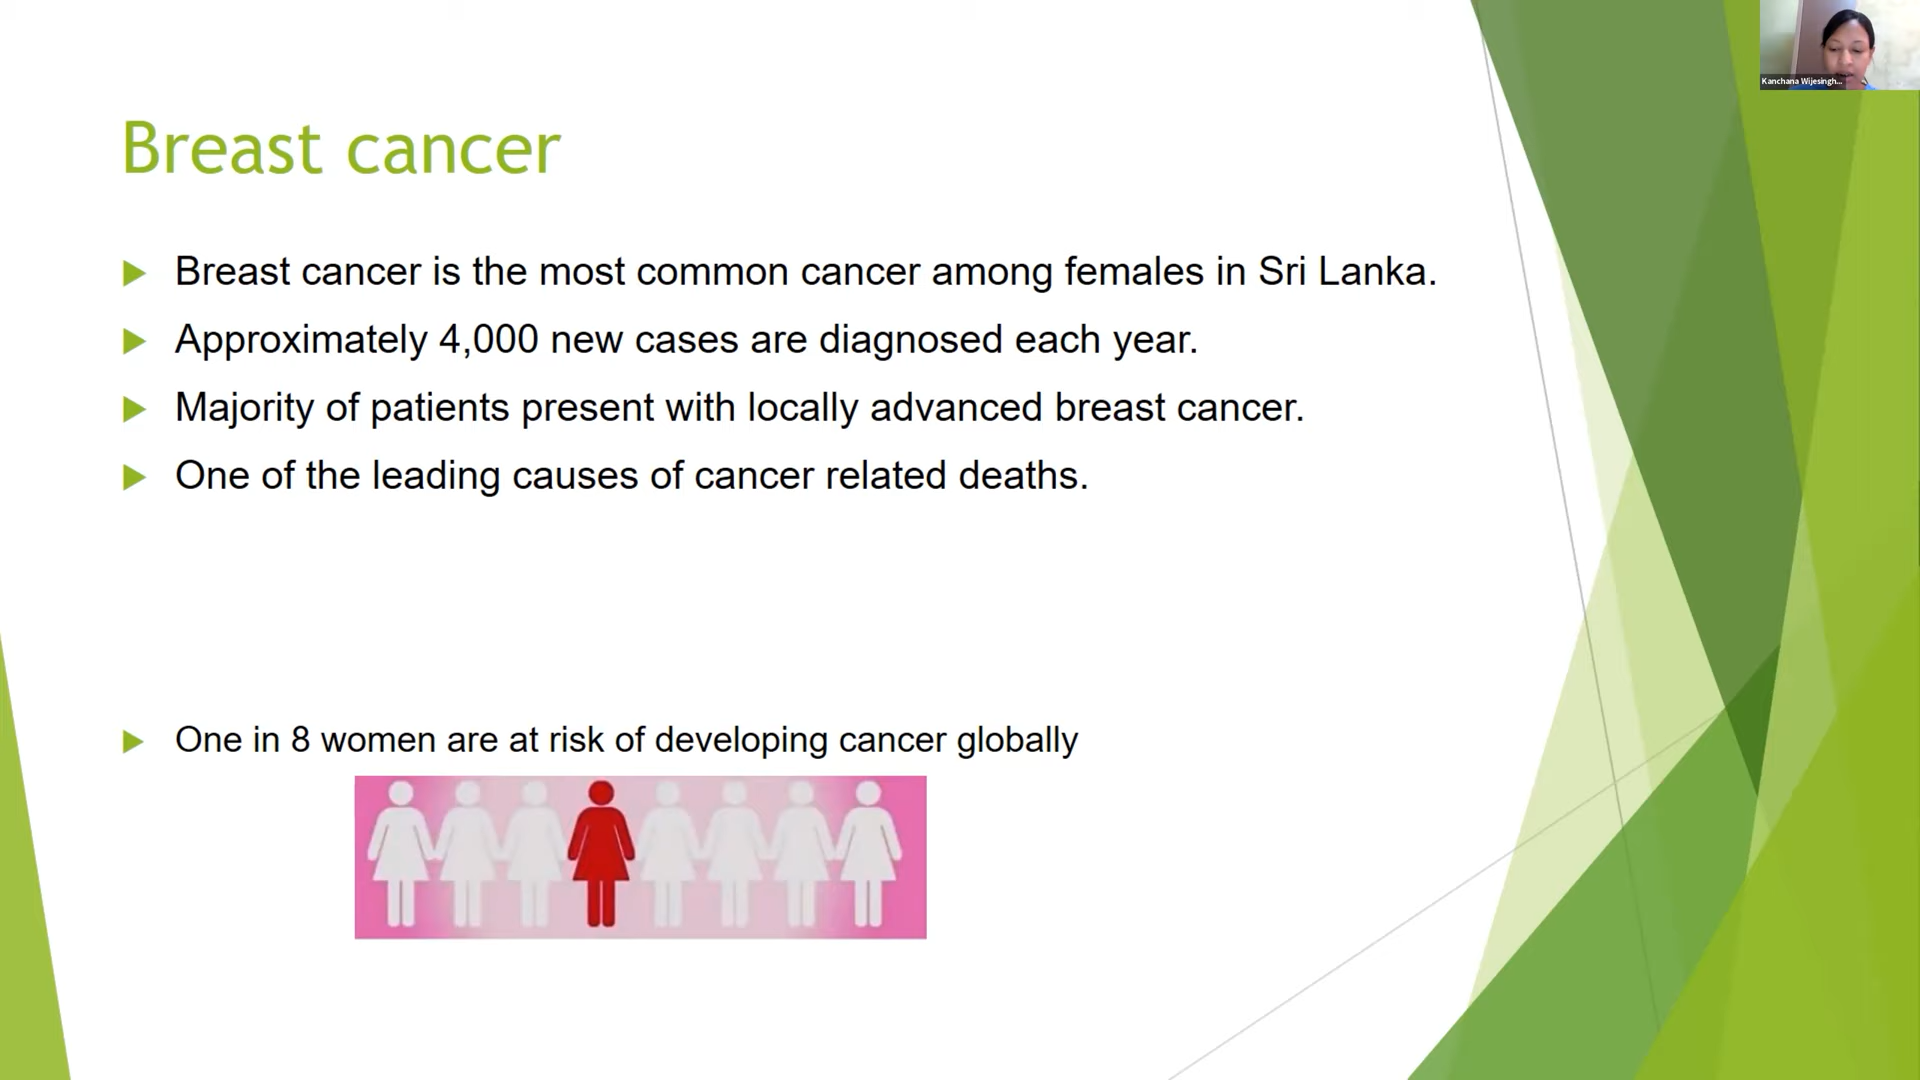 Kanchana Wijesingh...
Breast cancer
Breast cancer is the most common cancer among females in Sri Lanka.
Approximately 4,000 new cases are diagnosed each year.
Majority of patients present with locally advanced breast cancer.
One of the leading causes of cancer related deaths.
One in 8 women are at risk of developing cancer globally